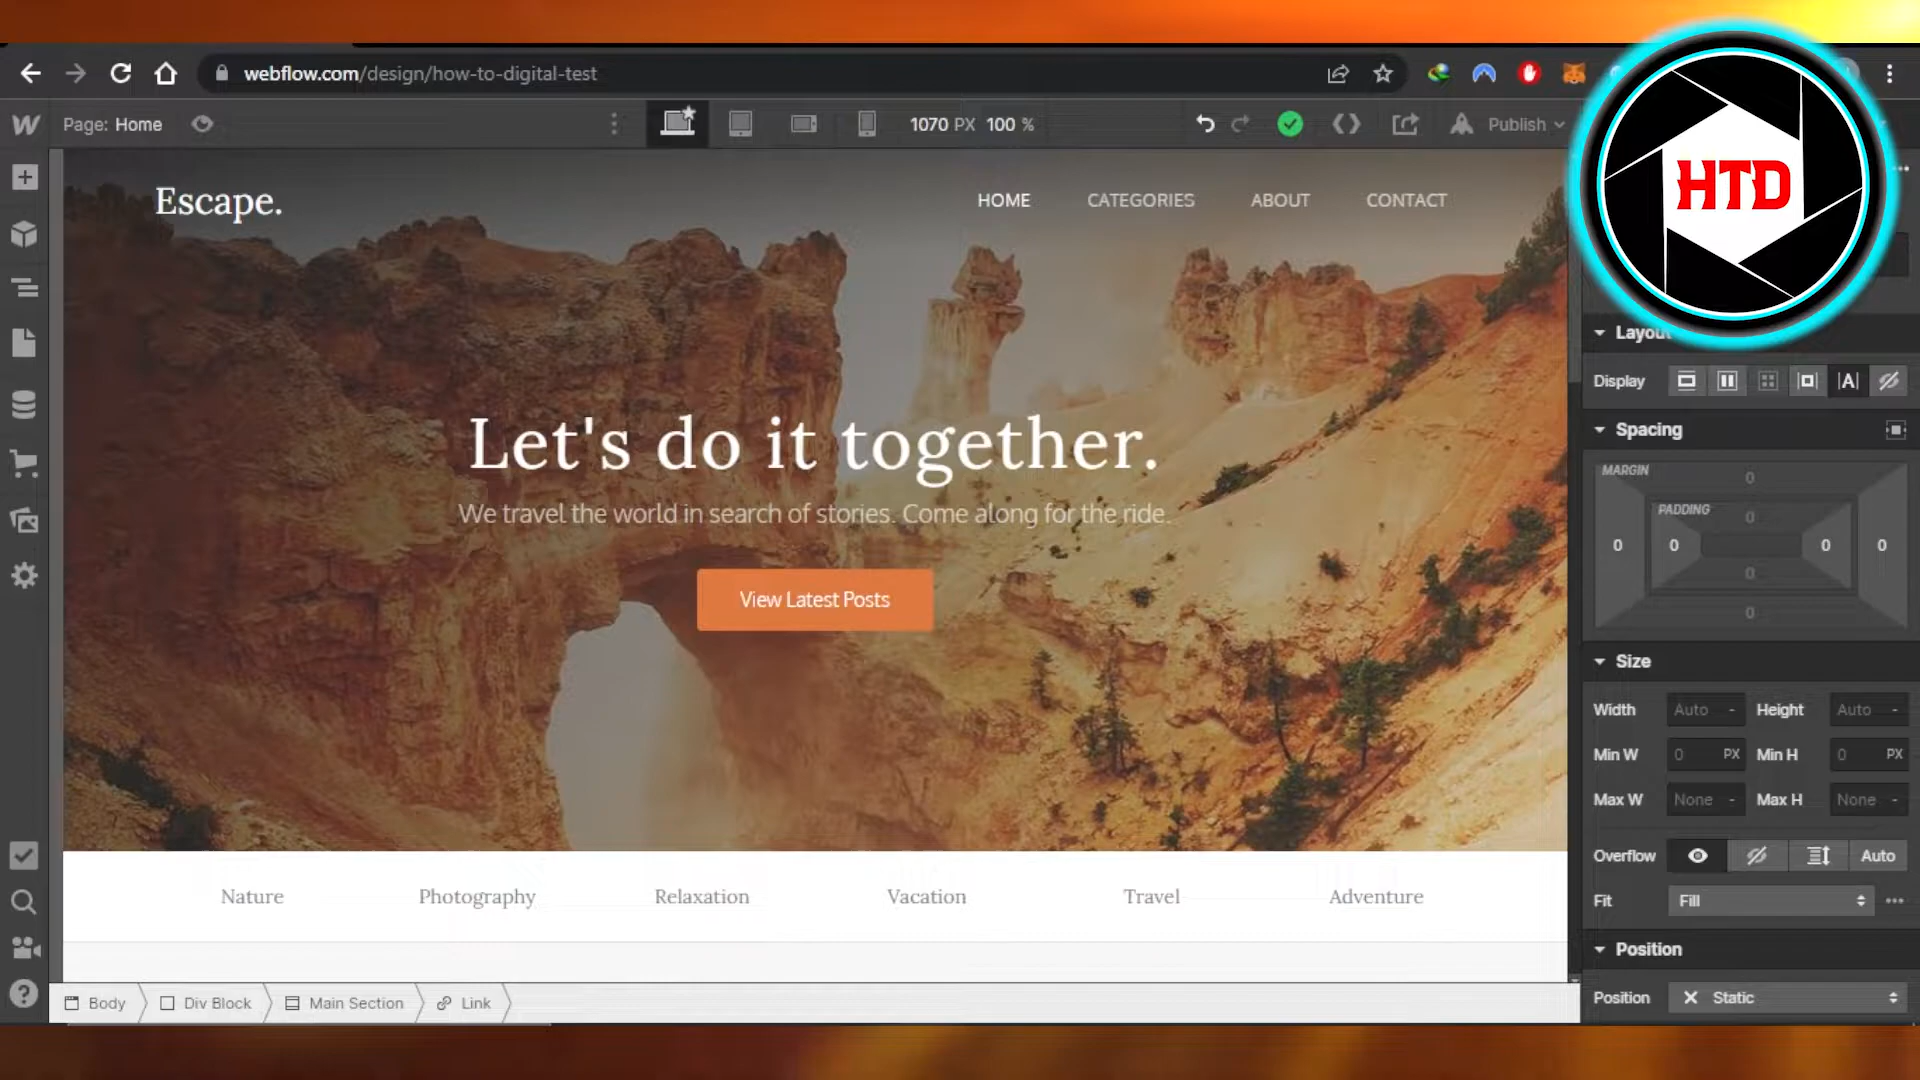 webflow.com/design/how-to-digital-test
Page: Home
1070 PX 100 %
Publish
HTD
Escape.
HOME CATEGORIES ABOUT CONTACT
Let's do it together.
We travel the world in search of stories. Come along for the ride.
View Latest Posts
Nature Photography Relaxation Vacation Travel Adventure
Body Div Block Main Section Link
Layout
Display
Spacing
MARGIN
0
PADDING
0
0 0 0 0
0
0
Size
Width Auto - Height Auto -
Min W 0 PX Min H 0 PX
Max W None - Max H None -
Overflow Auto
Fit Fill
Position
Position Static